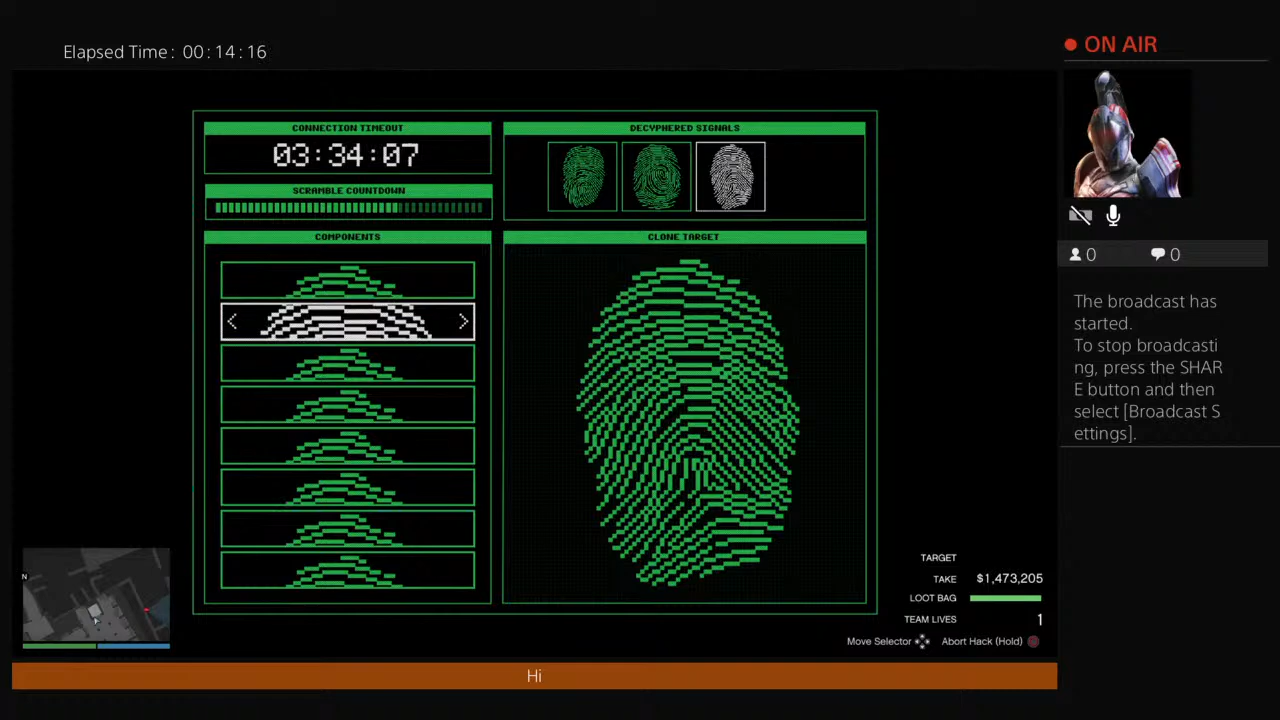 Elapsed Time: 00:14:16
ON AIR
CONNECTION TIMEOUT
03:34:07
DECYPHERED SIGNALS
SCRAMBLE COUNTDOWN
COMPONENTS
CLONE TARGET
0
0
The broadcast has
started.
To stop broadcasti
ng, press the SHAR
E button and then
select [Broadcast S
ettings].
N
TARGET
TAKE $1,473,205
LOOT BAG
TEAM LIVES 1
Move Selector Abort Hack (Hold)
Hi